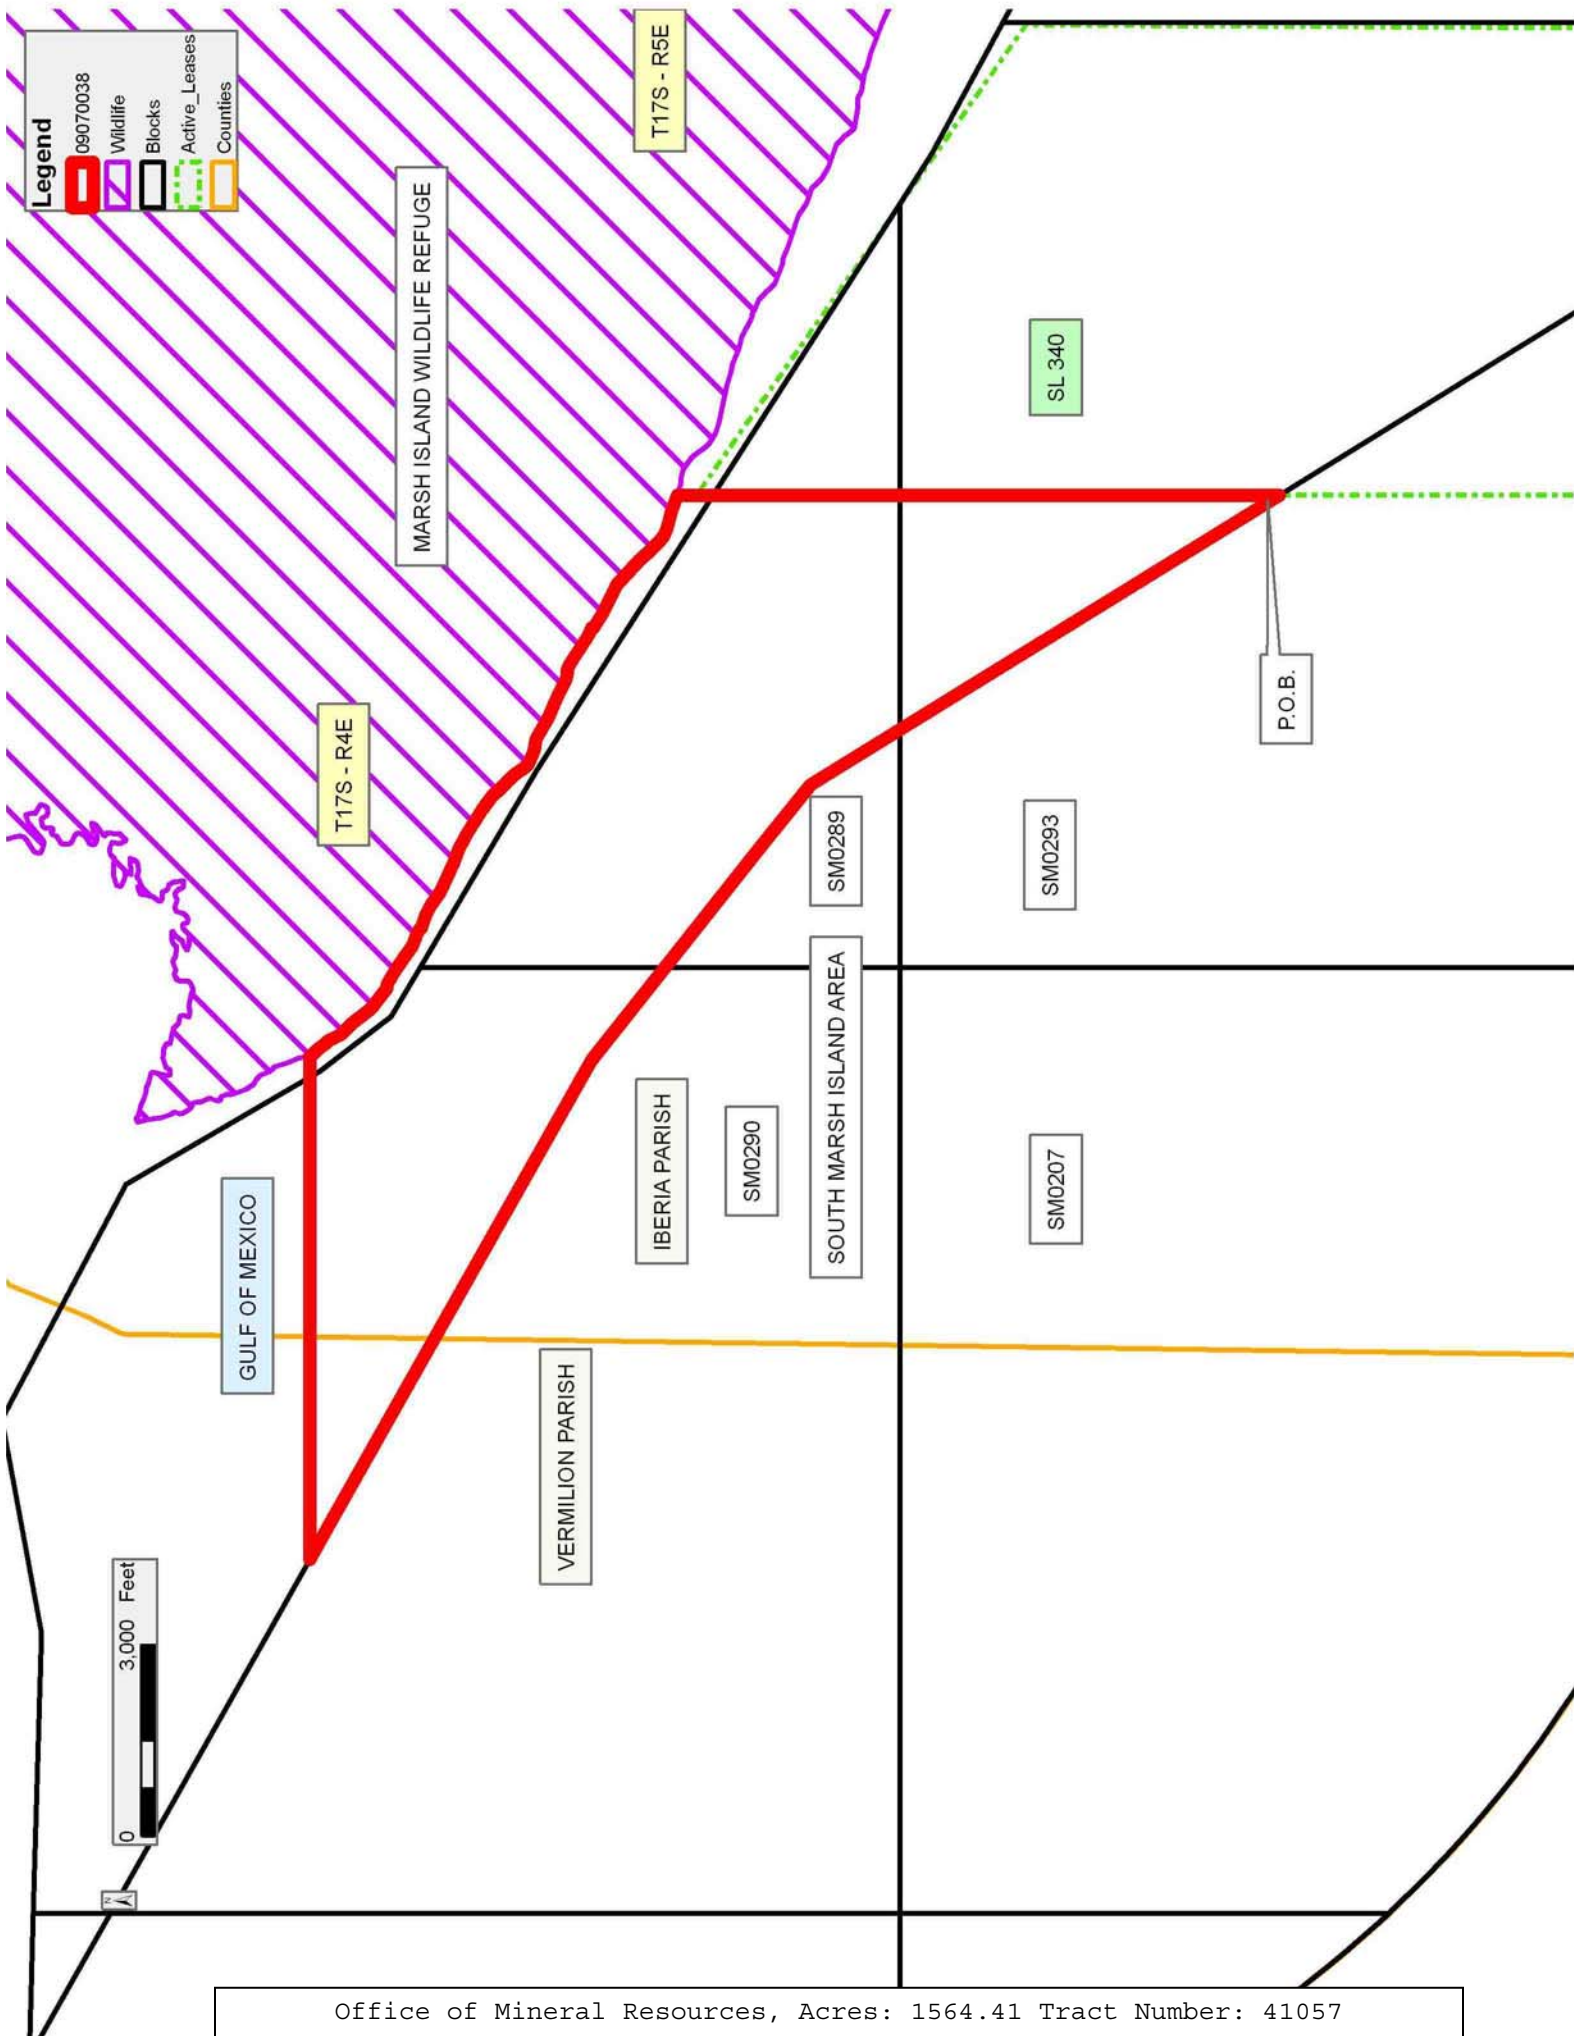 Legend
09070038
Wildlife
Blocks
Active_Leases
Counties
T17S - R5E
MARSH ISLAND WILDLIFE REFUGE
T17S - R4E
SL 340
P.O.B.
SM0289
SM0293
SOUTH MARSH ISLAND AREA
IBERIA PARISH
SM0290
SM0207
GULF OF MEXICO
VERMILION PARISH
0 3,000 Feet
N
Office of Mineral Resources, Acres: 1564.41 Tract Number: 41057